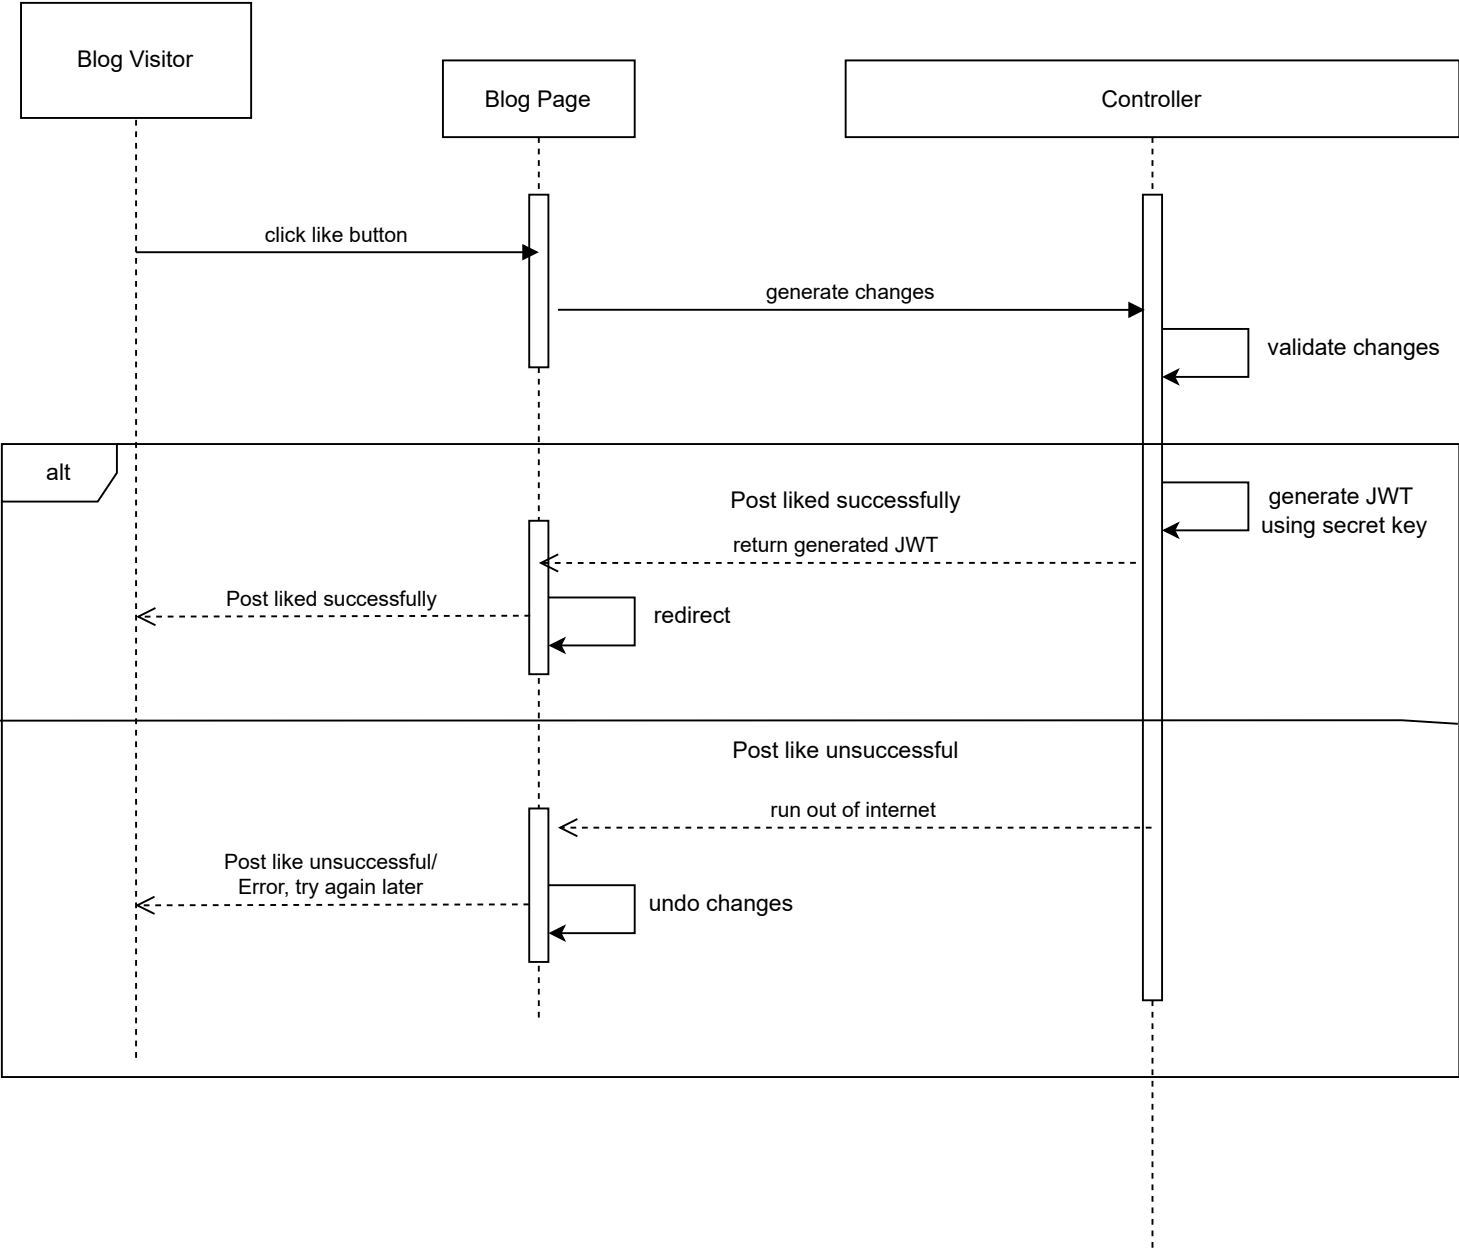 Blog Visitor
Blog Page
Controller
click like button
generate changes
validate changes
alt
Post liked successfully
generate JWT
using secret key
return generated JWT
Post liked successfully
redirect
Post like unsuccessful
run out of internet
Post like unsuccessful/
Error, try again later
undo changes